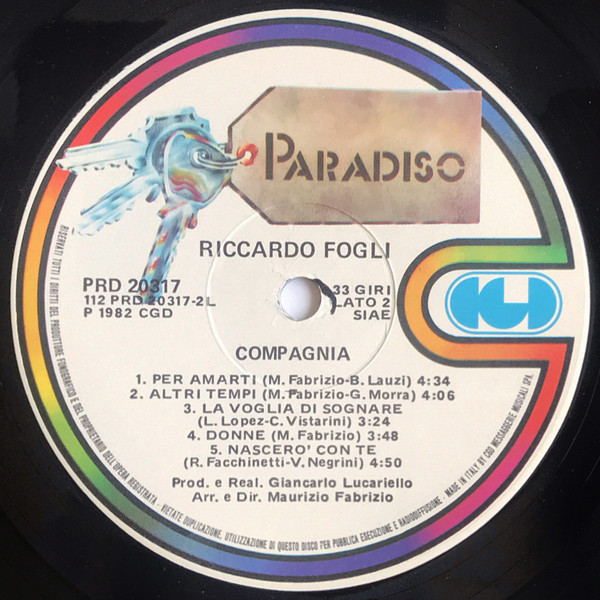 PARADISO
RICCARDO FOGLI
PRD 20317
112 PRD 20317-2L
P 1982 CGD
33 GIRI
LATO 2
SIAE
COMPAGNIA
1. PER AMARTI (M. Fabrizio-B. Lauzi) 4:34
2. ALTRI TEMPI (M. Fabrizio-G. Morra) 4:06
3. LA VOGLIA DI SOGNARE
(L. Lopez-C. Vistarini) 3:24
4. DONNE (M. Fabrizio) 3:48
5. NASCERO' CON TE
(R. Facchinetti-V. Negrini) 4:50
Prod. e Real. Giancarlo Lucariello
Arr. e Dir. Maurizio Fabrizio
RISERVATI TUTTI I DIRITTI DEL PRODUTTORE FONOGRAFICO E DEL PROPRIETARIO DELL'OPERA REGISTRATA - VIETATE DUPLICAZIONE, UTILIZZAZIONE DI QUESTO DISCO PER PUBBLICA ESECUZIONE E RADIODIFFUSIONE - MADE IN ITALY BY CGD MESSAGGERIE MUSICALI SPA.